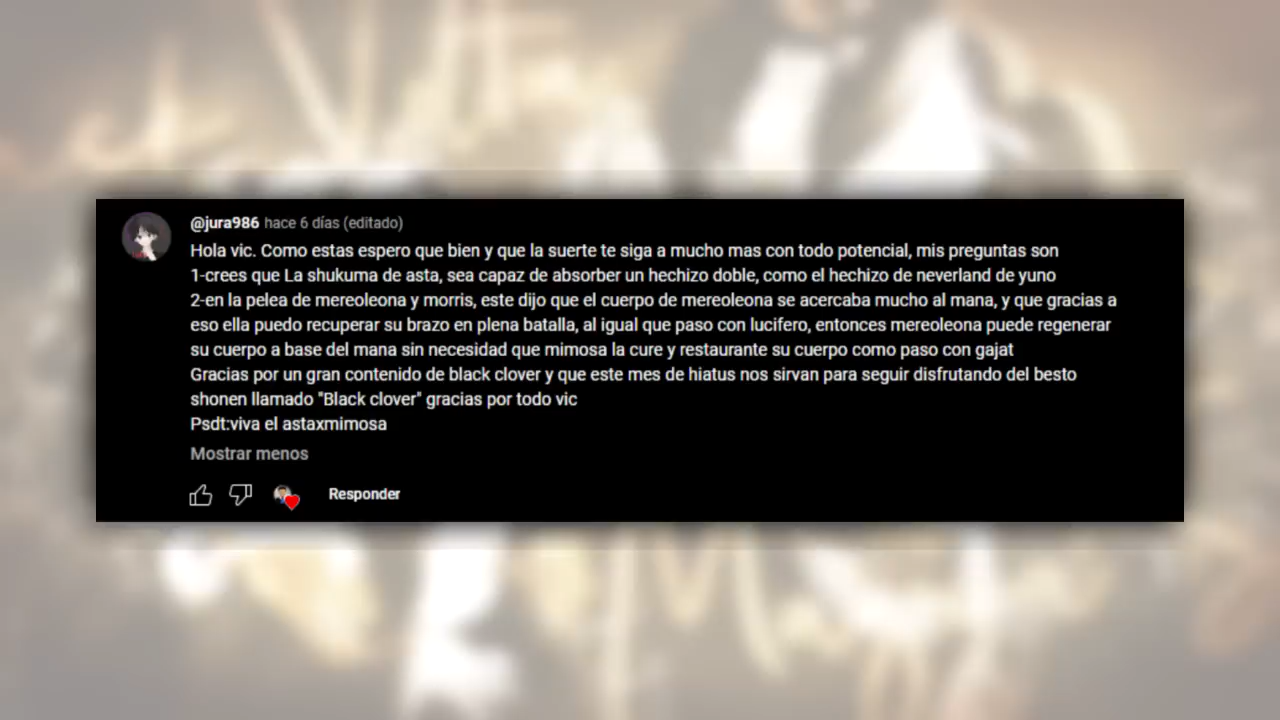 @jura986 hace 6 días (editado)
Hola vic. Como estas espero que bien y que la suerte te siga a mucho mas con todo potencial, mis preguntas son
1-crees que La shukuma de asta, sea capaz de absorber un hechizo doble, como el hechizo de neverland de yuno
2-en la pelea de mereoleona y morris, este dijo que el cuerpo de mereoleona se acercaba mucho al mana, y que gracias a
eso ella puedo recuperar su brazo en plena batalla, al igual que paso con lucifero, entonces mereoleona puede regenerar
su cuerpo a base del mana sin necesidad que mimosa la cure y restaurante su cuerpo como paso con gajat
Gracias por un gran contenido de black clover y que este mes de hiatus nos sirvan para seguir disfrutando del besto
shonen llamado "Black clover" gracias por todo vic
Psdt:viva el astaxmimosa
Mostrar menos
Responder